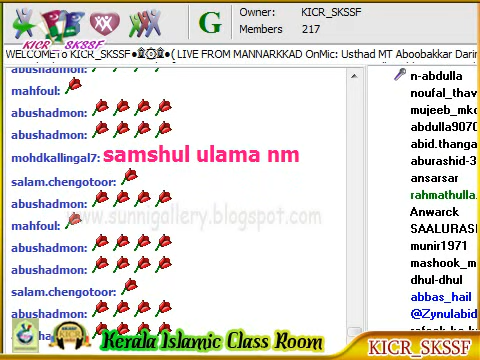 Owner: KICR_SKSSF
G
Members 217
KICR_SKSSF
WELCOMETo KICR_SKSSF ( LIVE FROM MANNARKKAD OnMic: Usthad MT Aboobakkar Darin
abushadmon:
mahfoul:
abushadmon:
abushadmon:
mohdkallingal7: samshul ulama nm
salam.chengotoor:
abushadmon:
www.sunnigallery.blogspot.com
mahfoul:
abushadmon:
abushadmon:
salam.chengotoor:
abushadmon:
n-abdulla
noufal_thav
mujeeb_mk
abdulla9070
abid.thanga
aburashid-3
ansarsar
rahmathulla
Anwarck
SAALURAS
munir1971
mashook_m
dhul-dhul
abbas_hail
@Zynulabid
Kerala Islamic Class Room
KICR_SKSSF